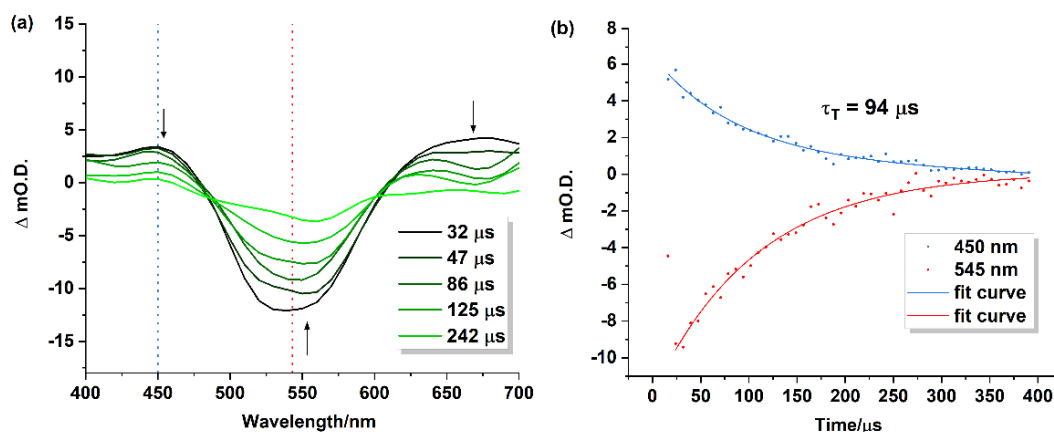 (a)
15
10
5
0
-5
-10
-15
Δ mO.D.
32 μs
47 μs
86 μs
125 μs
242 μs
400 450 500 550 600 650 700
Wavelength/nm
(b)
8
6
4
2
0
-2
-4
-6
-8
-10
Δ mO.D.
τT = 94 μs
450 nm
545 nm
fit curve
fit curve
0 50 100 150 200 250 300 350 400
Time/μs